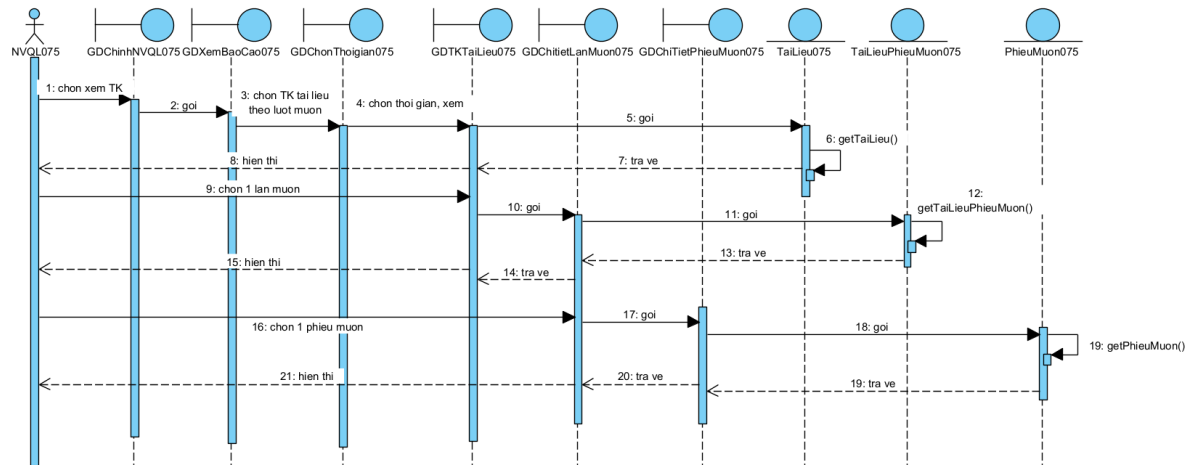 NVQL075
GDChinhNVQL075
GDXemBaoCao075
GDChonThoigian075
GDTKTaiLieu075
GDChitietLanMuon075
GDChiTietPhieuMuon075
TaiLieu075
TaiLieuPhieuMuon075
PhieuMuon075
1: chon xem TK
2: goi
3: chon TK tai lieu
theo luot muon
4: chon thoi gian, xem
5: goi
6: getTaiLieu()
7: tra ve
8: hien thi
9: chon 1 lan muon
10: goi
11: goi
12:
getTaiLieuPhieuMuon()
13: tra ve
14: tra ve
15: hien thi
16: chon 1 phieu muon
17: goi
18: goi
19: getPhieuMuon()
19: tra ve
20: tra ve
21: hien thi